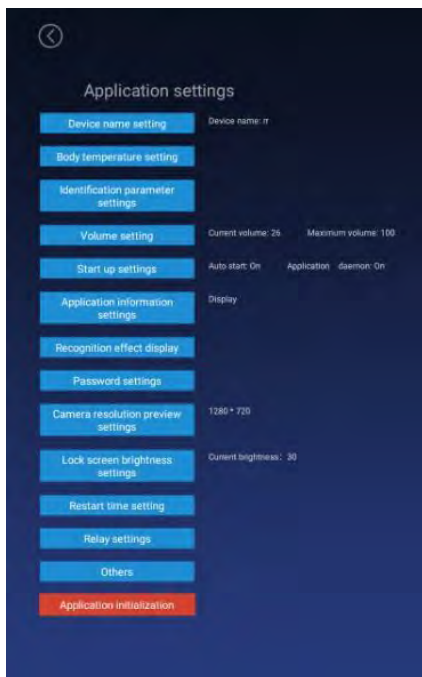 Application settings
Device name setting Device name: rr
Body temperature setting
Identification parameter
settings
Volume setting Current volume: 26 Maximum volume: 100
Start up settings Auto start: On Application daemon: On
Application information
settings
Display
Recognition effect display
Password settings
Camera resolution preview
settings
1280 * 720
Lock screen brightness
settings
Current brightness: 30
Restart time setting
Relay settings
Others
Application initialization